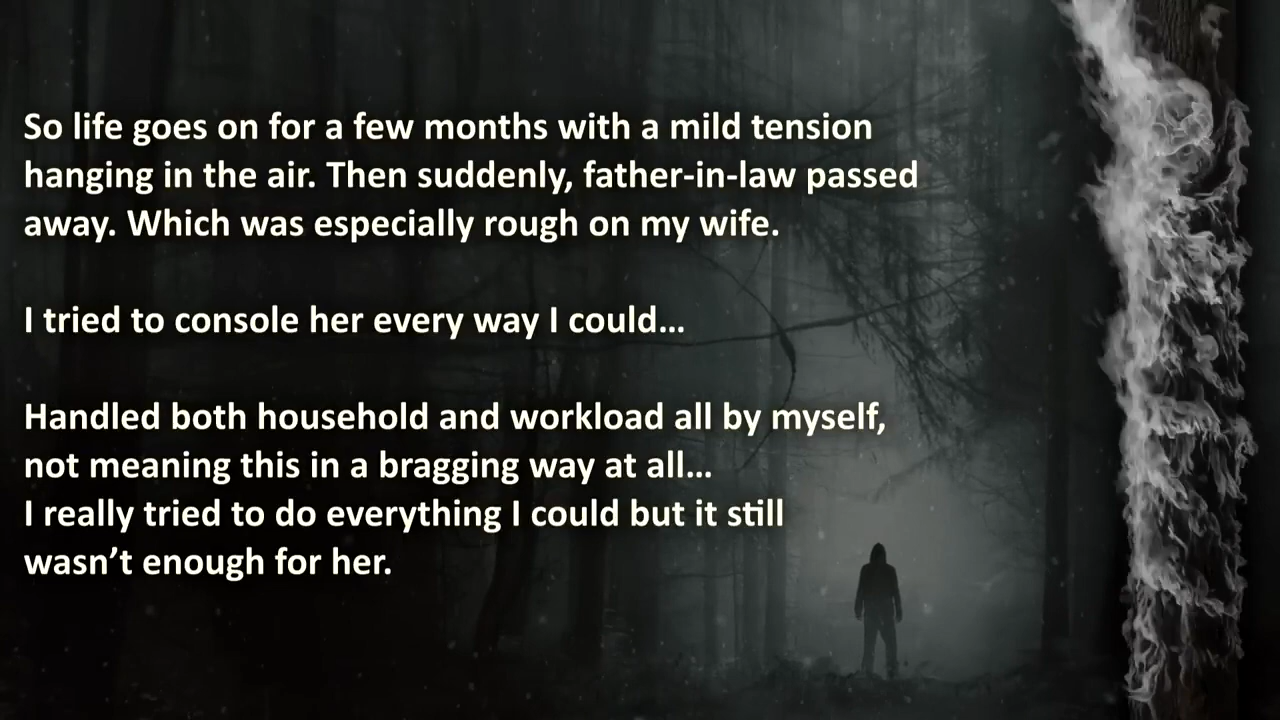 So life goes on for a few months with a mild tension
hanging in the air. Then suddenly, father-in-law passed
away. Which was especially rough on my wife.
I tried to console her every way I could...
Handled both household and workload all by myself,
not meaning this in a bragging way at all...
I really tried to do everything I could but it still
wasn’t enough for her.